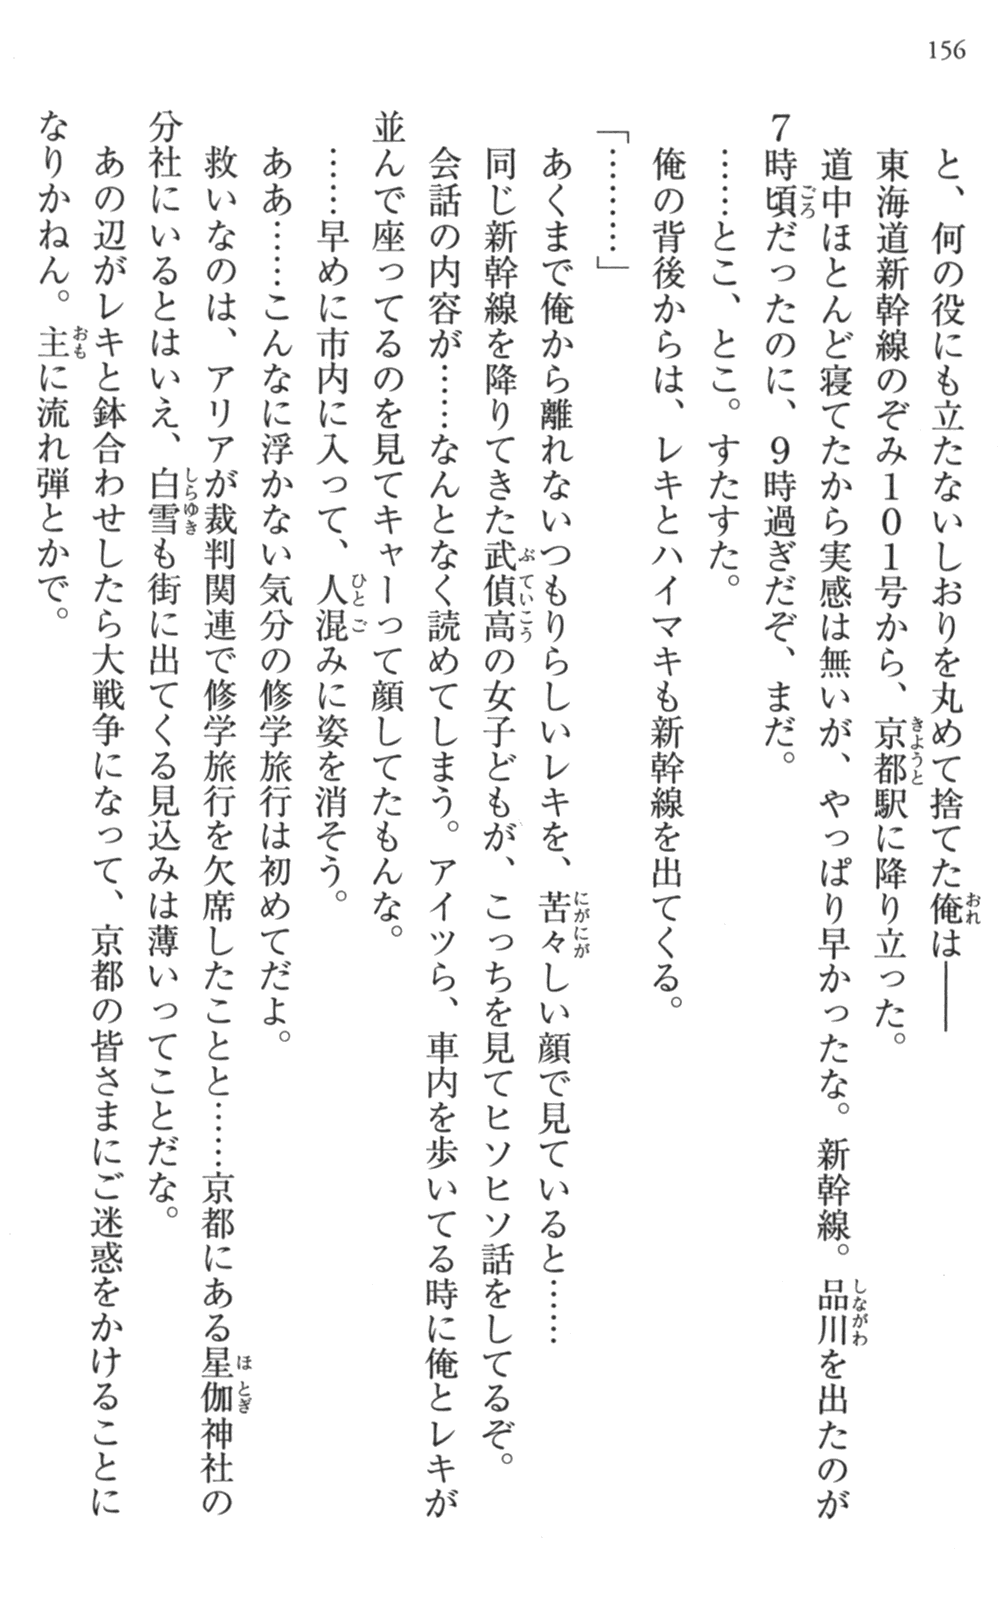 156
と、何の役にも立たないしおりを丸めて捨てた俺は――
東海道新幹線のぞみ101号から、京都駅に降り立った。
道中ほとんど寝てたから実感は無いが、やっぱり早かったな。新幹線。品川を出たのが
7時頃だったのに、9時過ぎだぞ、まだ。
……とこ、とこ。すたすた。
俺の背後からは、レキとハイマキも新幹線を出てくる。
「………」
あくまで俺から離れないつもりらしいレキを、苦々しい顔で見ていると……
同じ新幹線を降りてきた武偵高の女子どもが、こっちを見てヒソヒソ話をしてるぞ。
会話の内容が……なんとなく読めてしまう。アイツら、車内を歩いてる時に俺とレキが
並んで座ってるのを見てキャーって顔してたもんな。
……早めに市内に入って、人混みに姿を消そう。
ああ……こんなに浮かない気分の修学旅行は初めてだよ。
救いなのは、アリアが裁判関連で修学旅行を欠席したことと……京都にある星伽神社の
分社にいるとはいえ、白雪も街に出てくる見込みは薄いってことだな。
あの辺がレキと鉢合わせしたら大戦争になって、京都の皆さまにご迷惑をかけることに
なりかねん。主に流れ弾とかで。